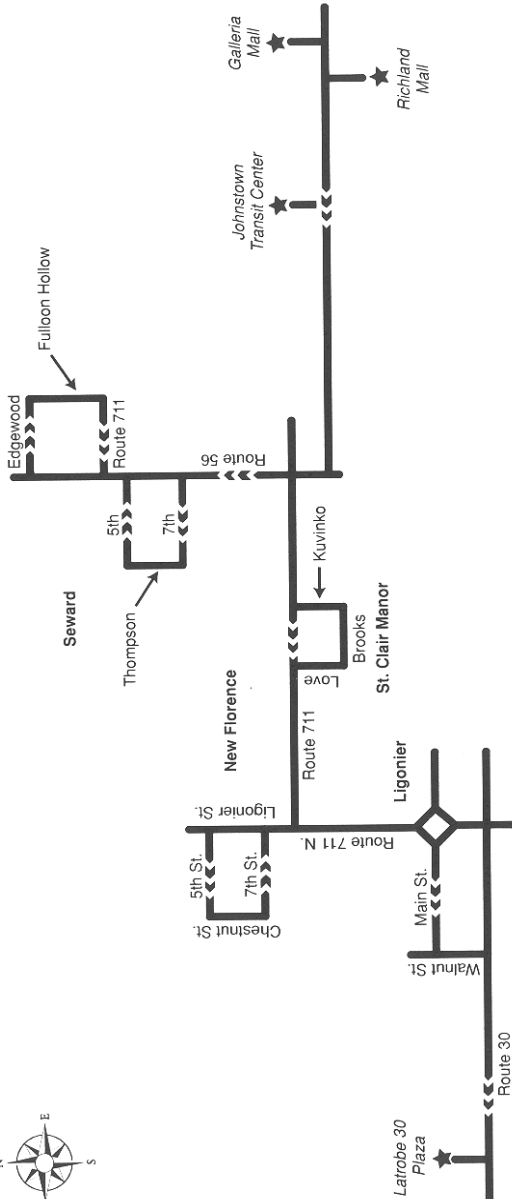 Galleria
Mall
Richland
Mall
Johnstown
Transit Center
Fulloon Hollow
Edgewood
Route 711
Route 56
5th
7th
Thompson
Seward
Kuvinko
Brooks
Love
St. Clair Manor
New Florence
Route 711
Ligonier St.
5th St.
7th St.
Chestnut St.
Route 711 N.
Ligonier
Main St.
Walnut St.
Route 30
Latrobe 30
Plaza
N
E
S